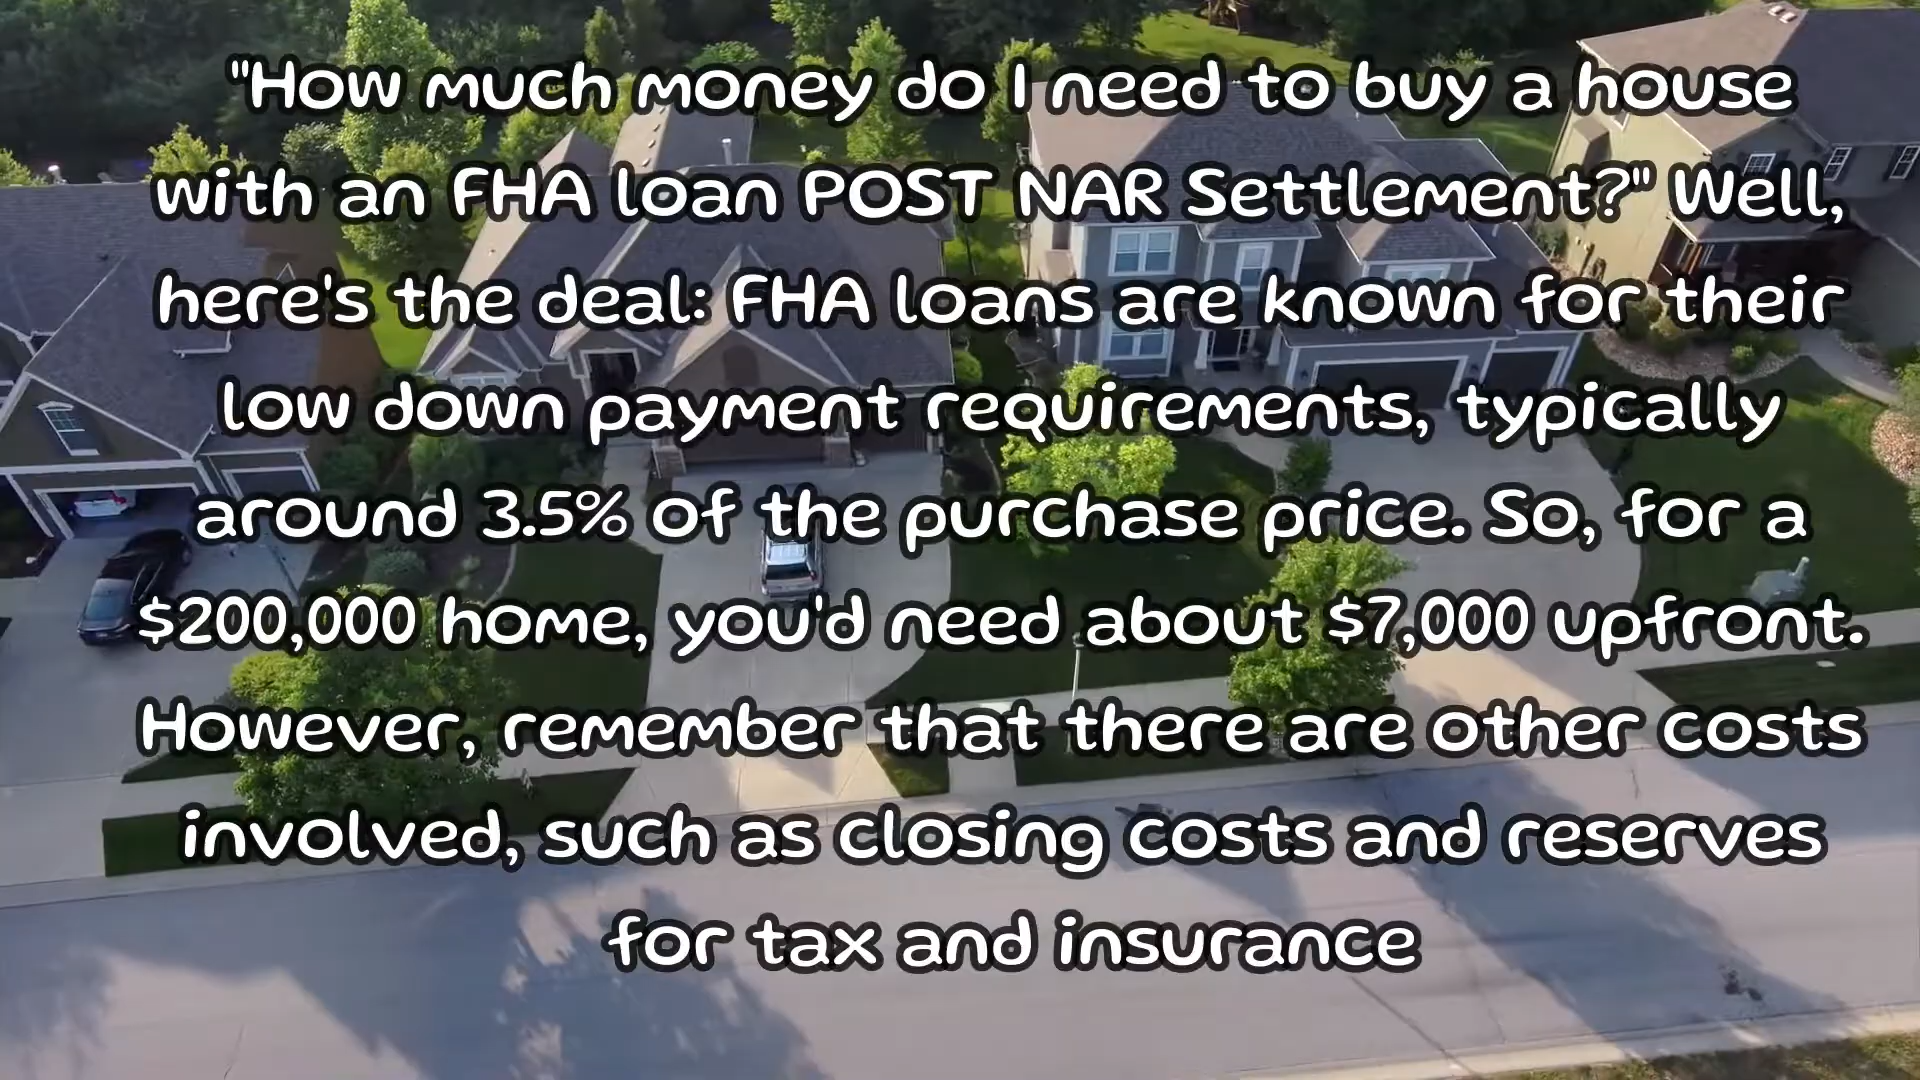 "How much money do I need to buy a house
with an FHA loan POST NAR Settlement?" Well,
here's the deal: FHA loans are known for their
low down payment requirements, typically
around 3.5% of the purchase price. So, for a
$200,000 home, you'd need about $7,000 upfront.
However, remember that there are other costs
involved, such as closing costs and reserves
for tax and insurance